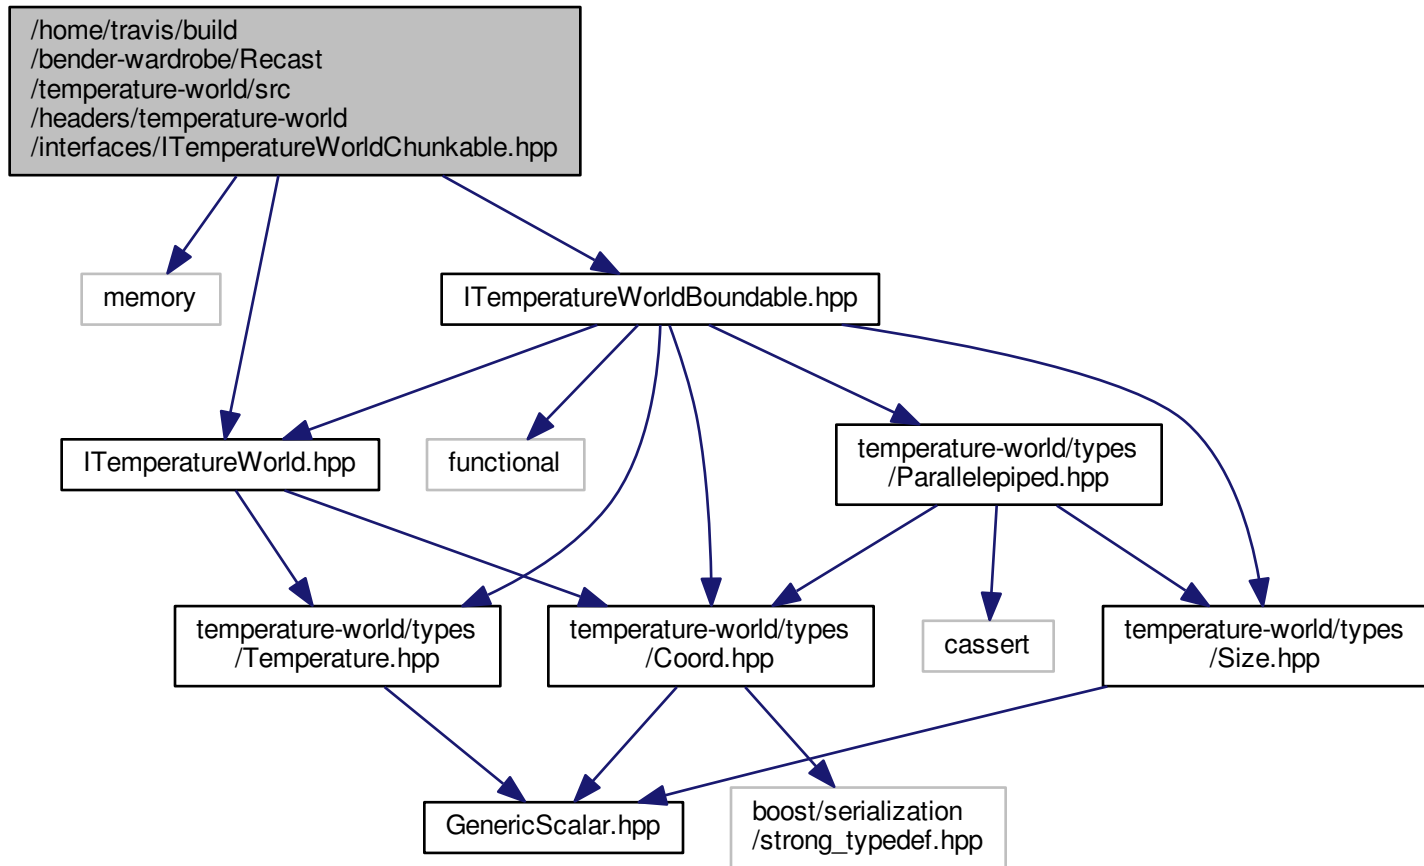 /home/travis/build
/bender-wardrobe/Recast
/temperature-world/src
/headers/temperature-world
/interfaces/ITemperatureWorldChunkable.hpp
memory
ITemperatureWorldBoundable.hpp
ITemperatureWorld.hpp
functional
temperature-world/types
/Parallelepiped.hpp
temperature-world/types
/Temperature.hpp
temperature-world/types
/Coord.hpp
cassert
temperature-world/types
/Size.hpp
GenericScalar.hpp
boost/serialization
/strong_typedef.hpp